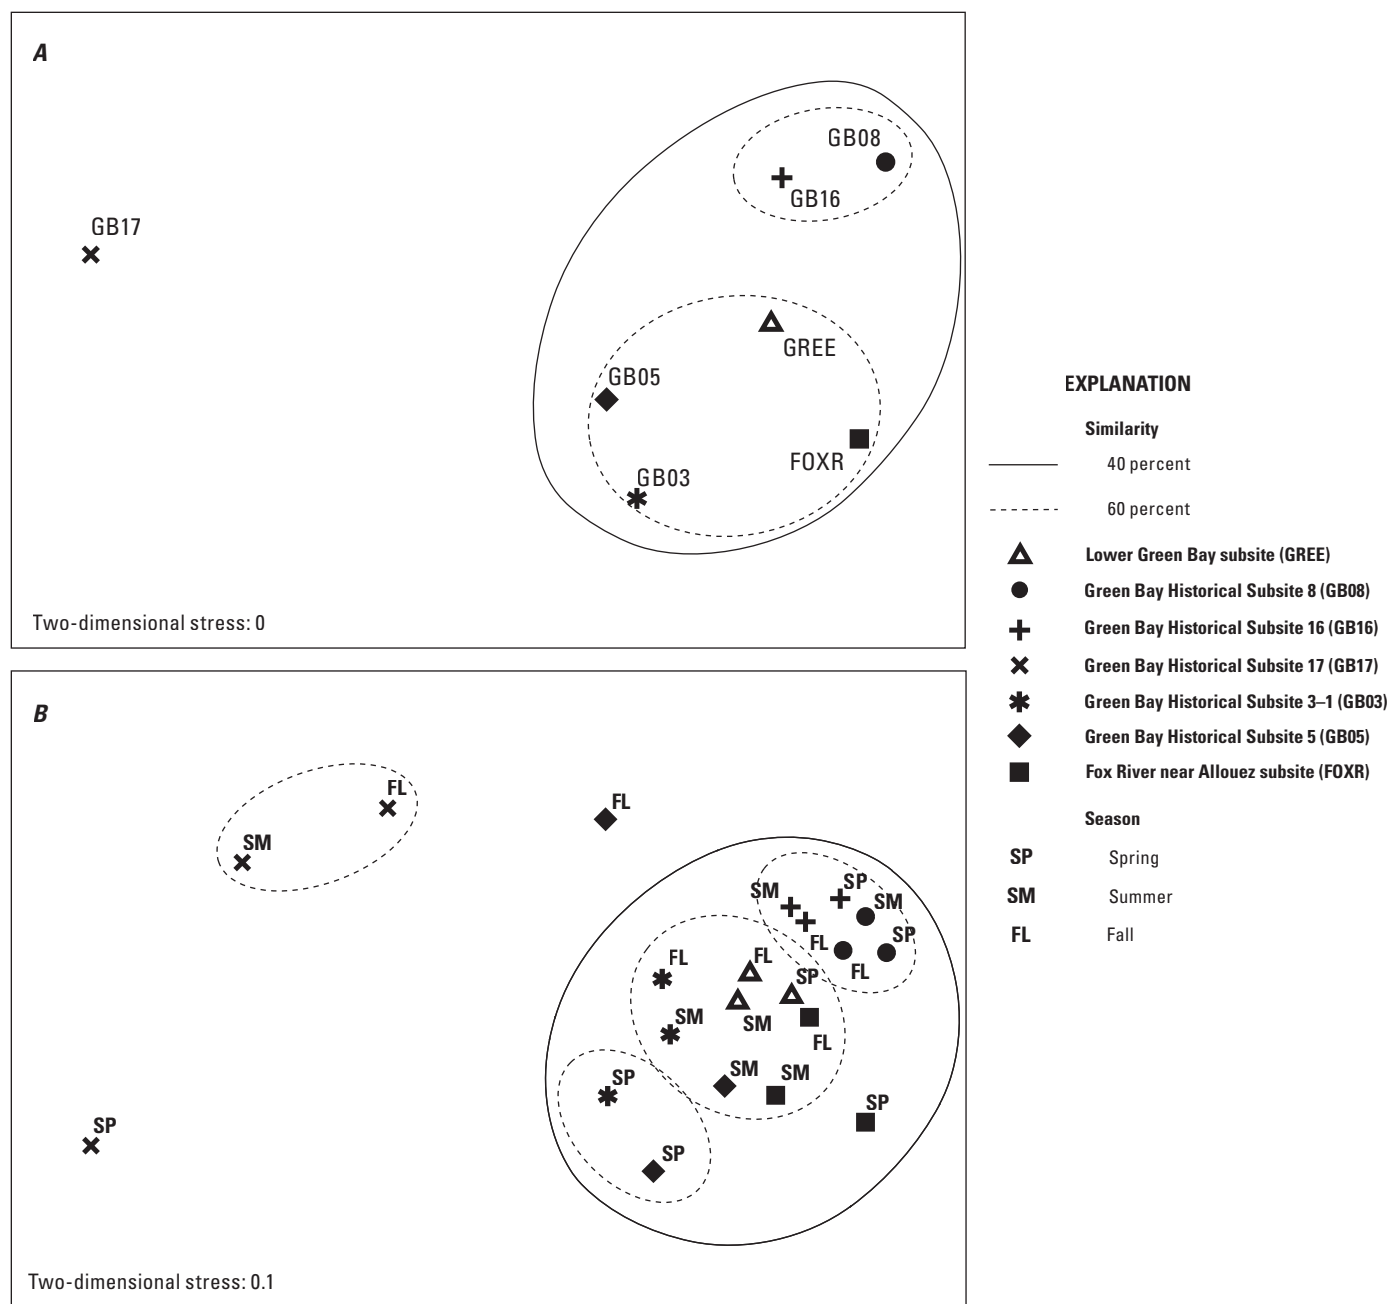 A
GB08
GB16
GB17
GREE
GB05
FOXR
GB03
Two-dimensional stress: 0
EXPLANATION
Similarity
40 percent
60 percent
Lower Green Bay subsite (GREE)
Green Bay Historical Subsite 8 (GB08)
Green Bay Historical Subsite 16 (GB16)
Green Bay Historical Subsite 17 (GB17)
Green Bay Historical Subsite 3–1 (GB03)
Green Bay Historical Subsite 5 (GB05)
Fox River near Allouez subsite (FOXR)
Season
SP Spring
SM Summer
FL Fall
B
FL
SM
FL
SM
SP
SM
FL
SP
FL
FL
FL
SP
SM
SM
FL
SP
SM
SM
SP
SP
SP
Two-dimensional stress: 0.1